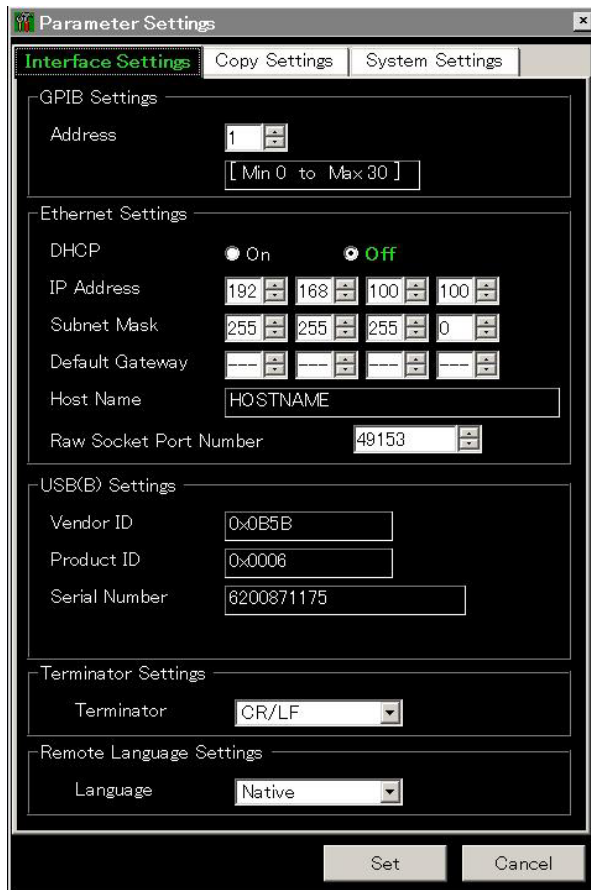 Parameter Settings
Interface Settings Copy Settings System Settings
GPIB Settings
Address 1
[ Min 0 to Max 30 ]
Ethernet Settings
DHCP On Off
IP Address 192 168 100 100
Subnet Mask 255 255 255 0
Default Gateway --- --- --- ---
Host Name HOSTNAME
Raw Socket Port Number 49153
USB(B) Settings
Vendor ID 0x0B5B
Product ID 0x0006
Serial Number 6200871175
Terminator Settings
Terminator CR/LF
Remote Language Settings
Language Native
Set Cancel